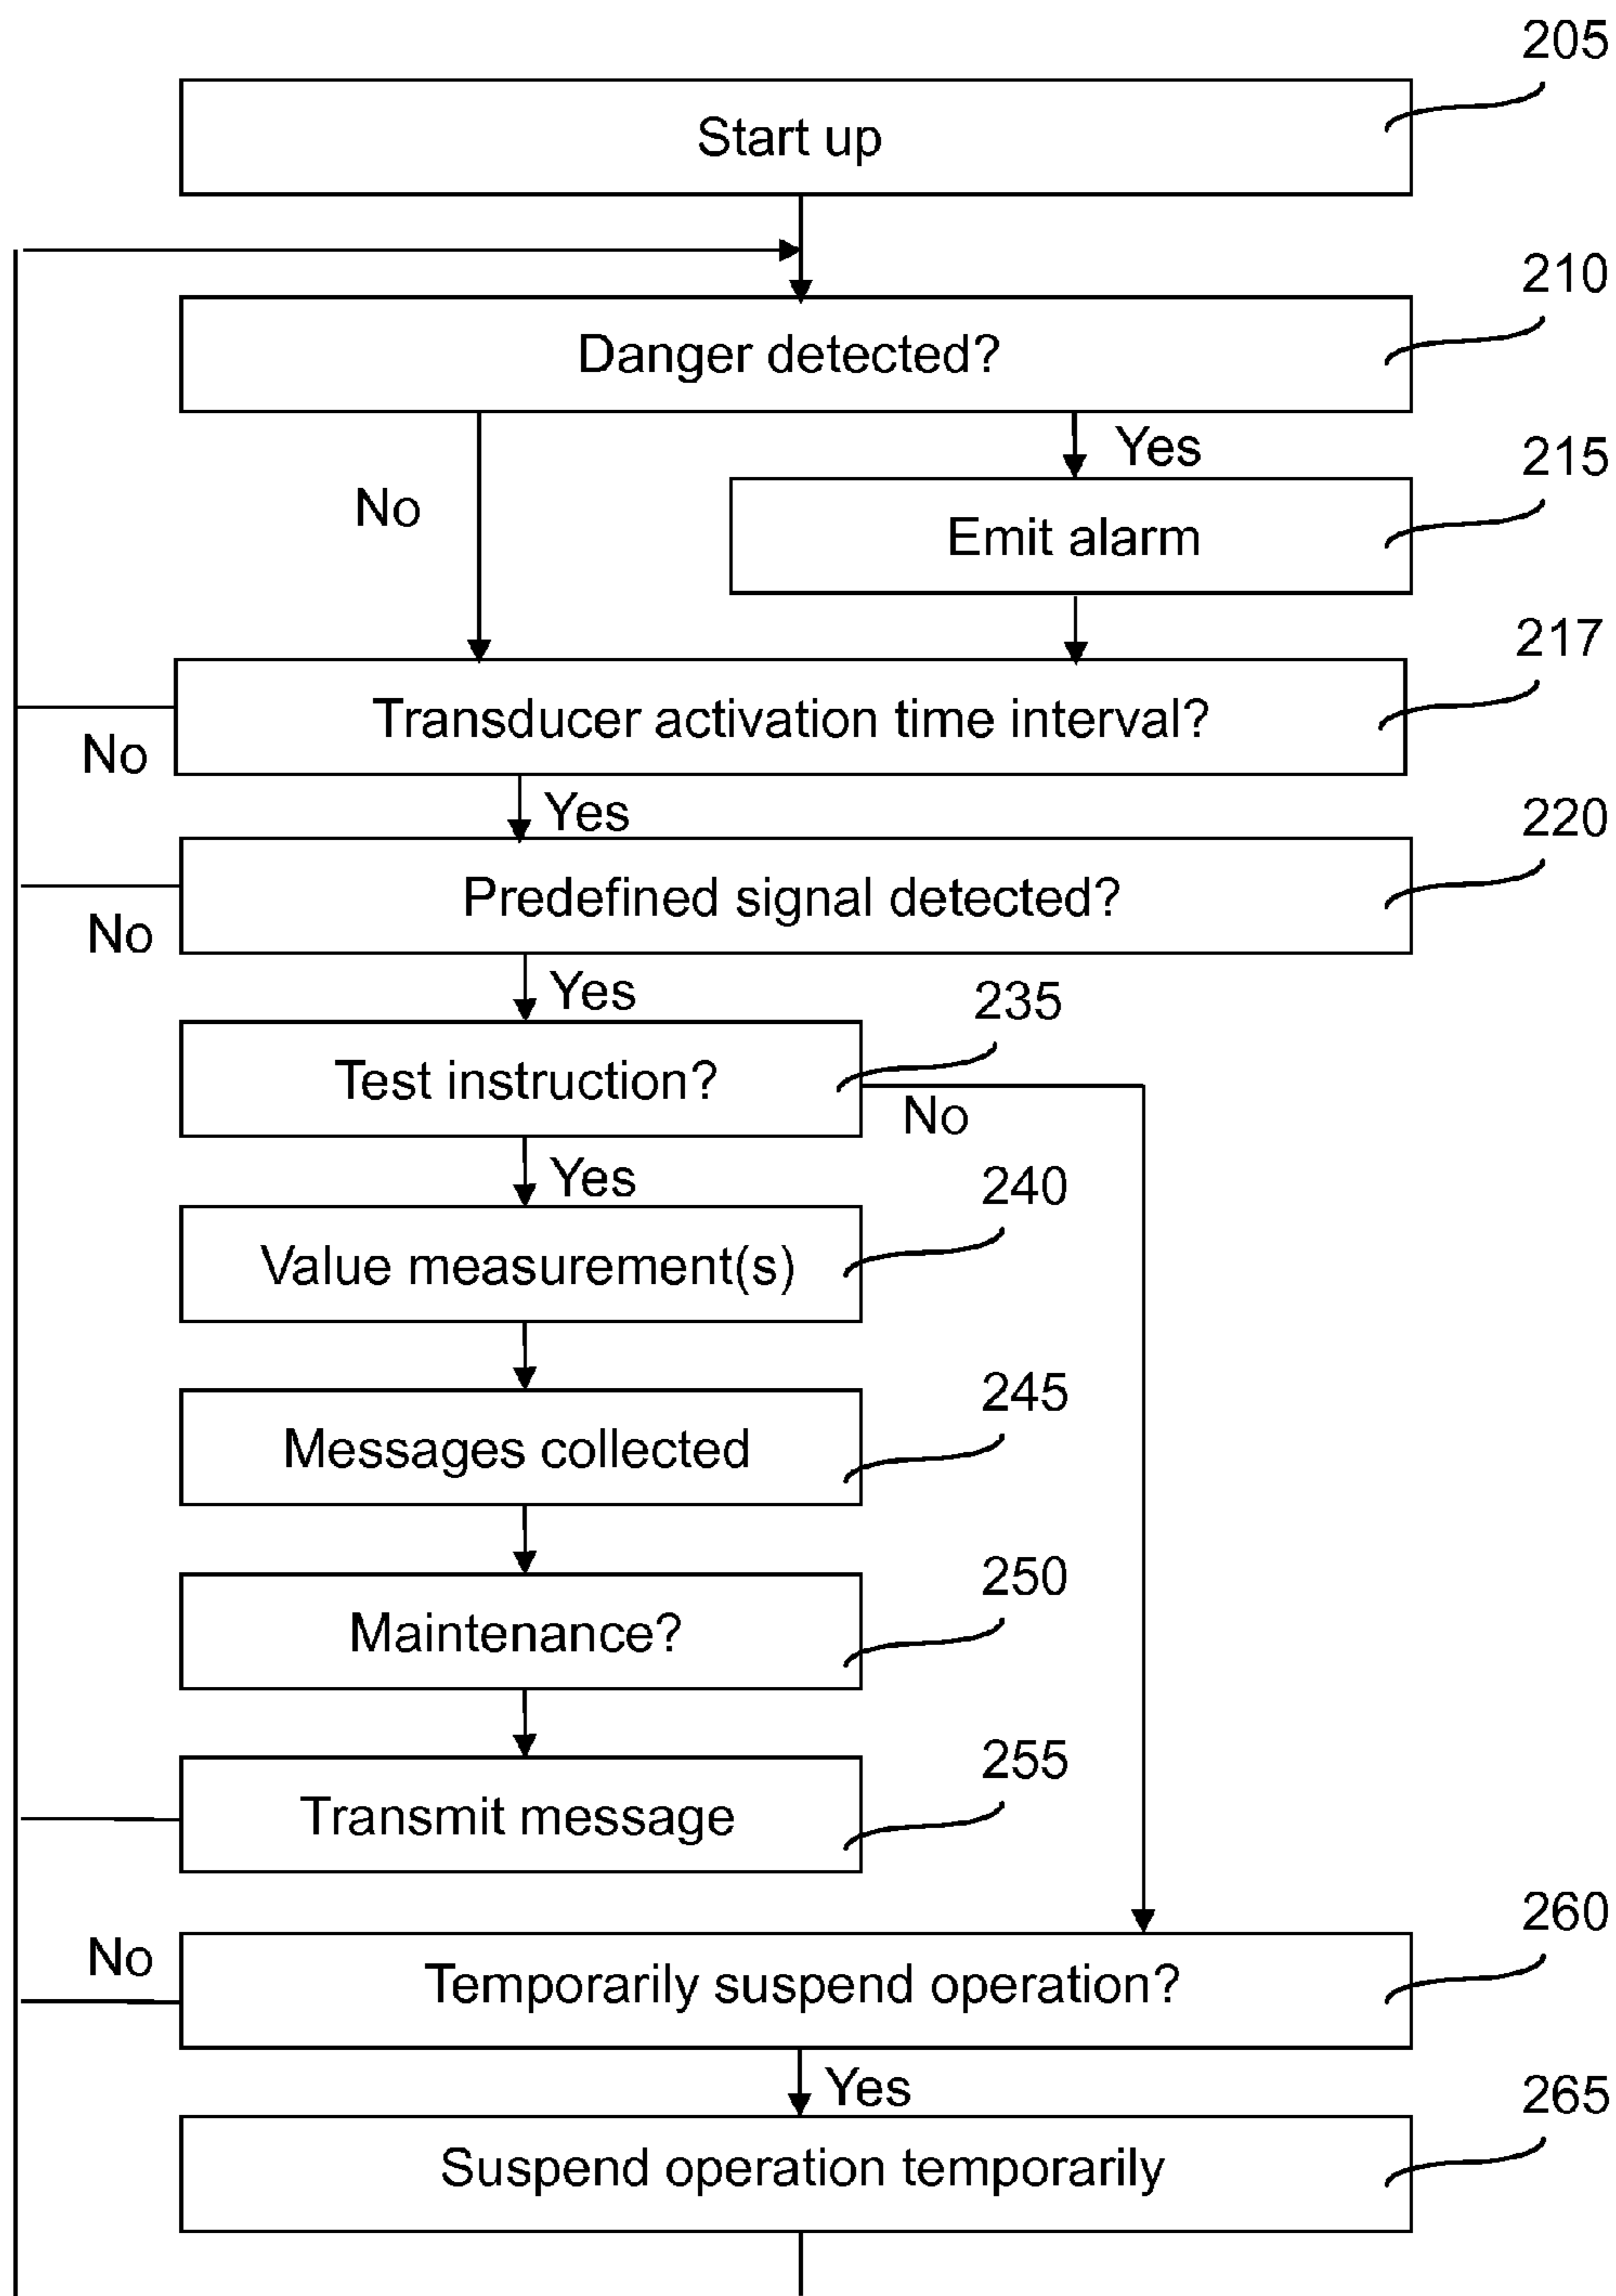 205
Start up
210
Danger detected?
Yes
215
No
Emit alarm
217
Transducer activation time interval?
No
Yes
220
Predefined signal detected?
No
Yes
235
Test instruction?
No
Yes
240
Value measurement(s)
245
Messages collected
250
Maintenance?
255
Transmit message
260
No
Temporarily suspend operation?
Yes
265
Suspend operation temporarily